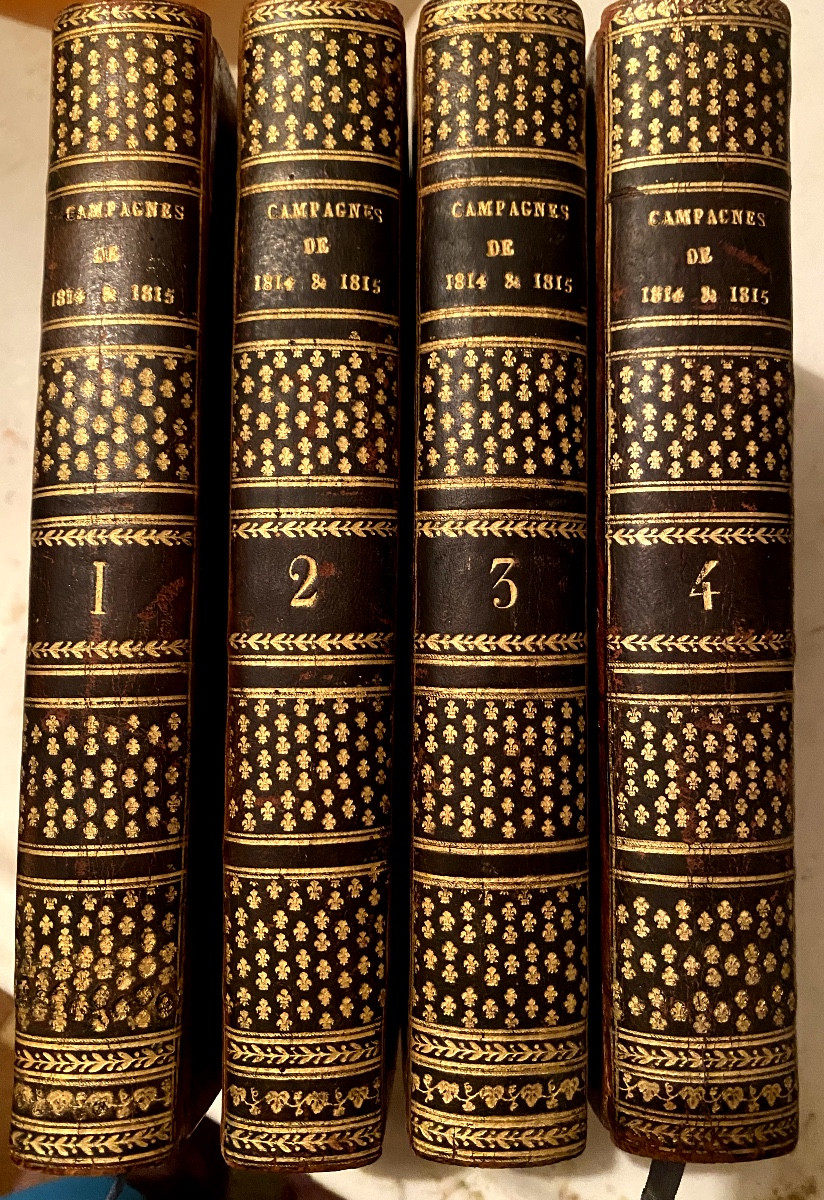 CAMPAGNES
DE
1814 & 1815
1
CAMPAGNES
DE
1814 & 1815
2
CAMPAGNES
DE
1814 & 1815
3
CAMPAGNES
DE
1814 & 1815
4